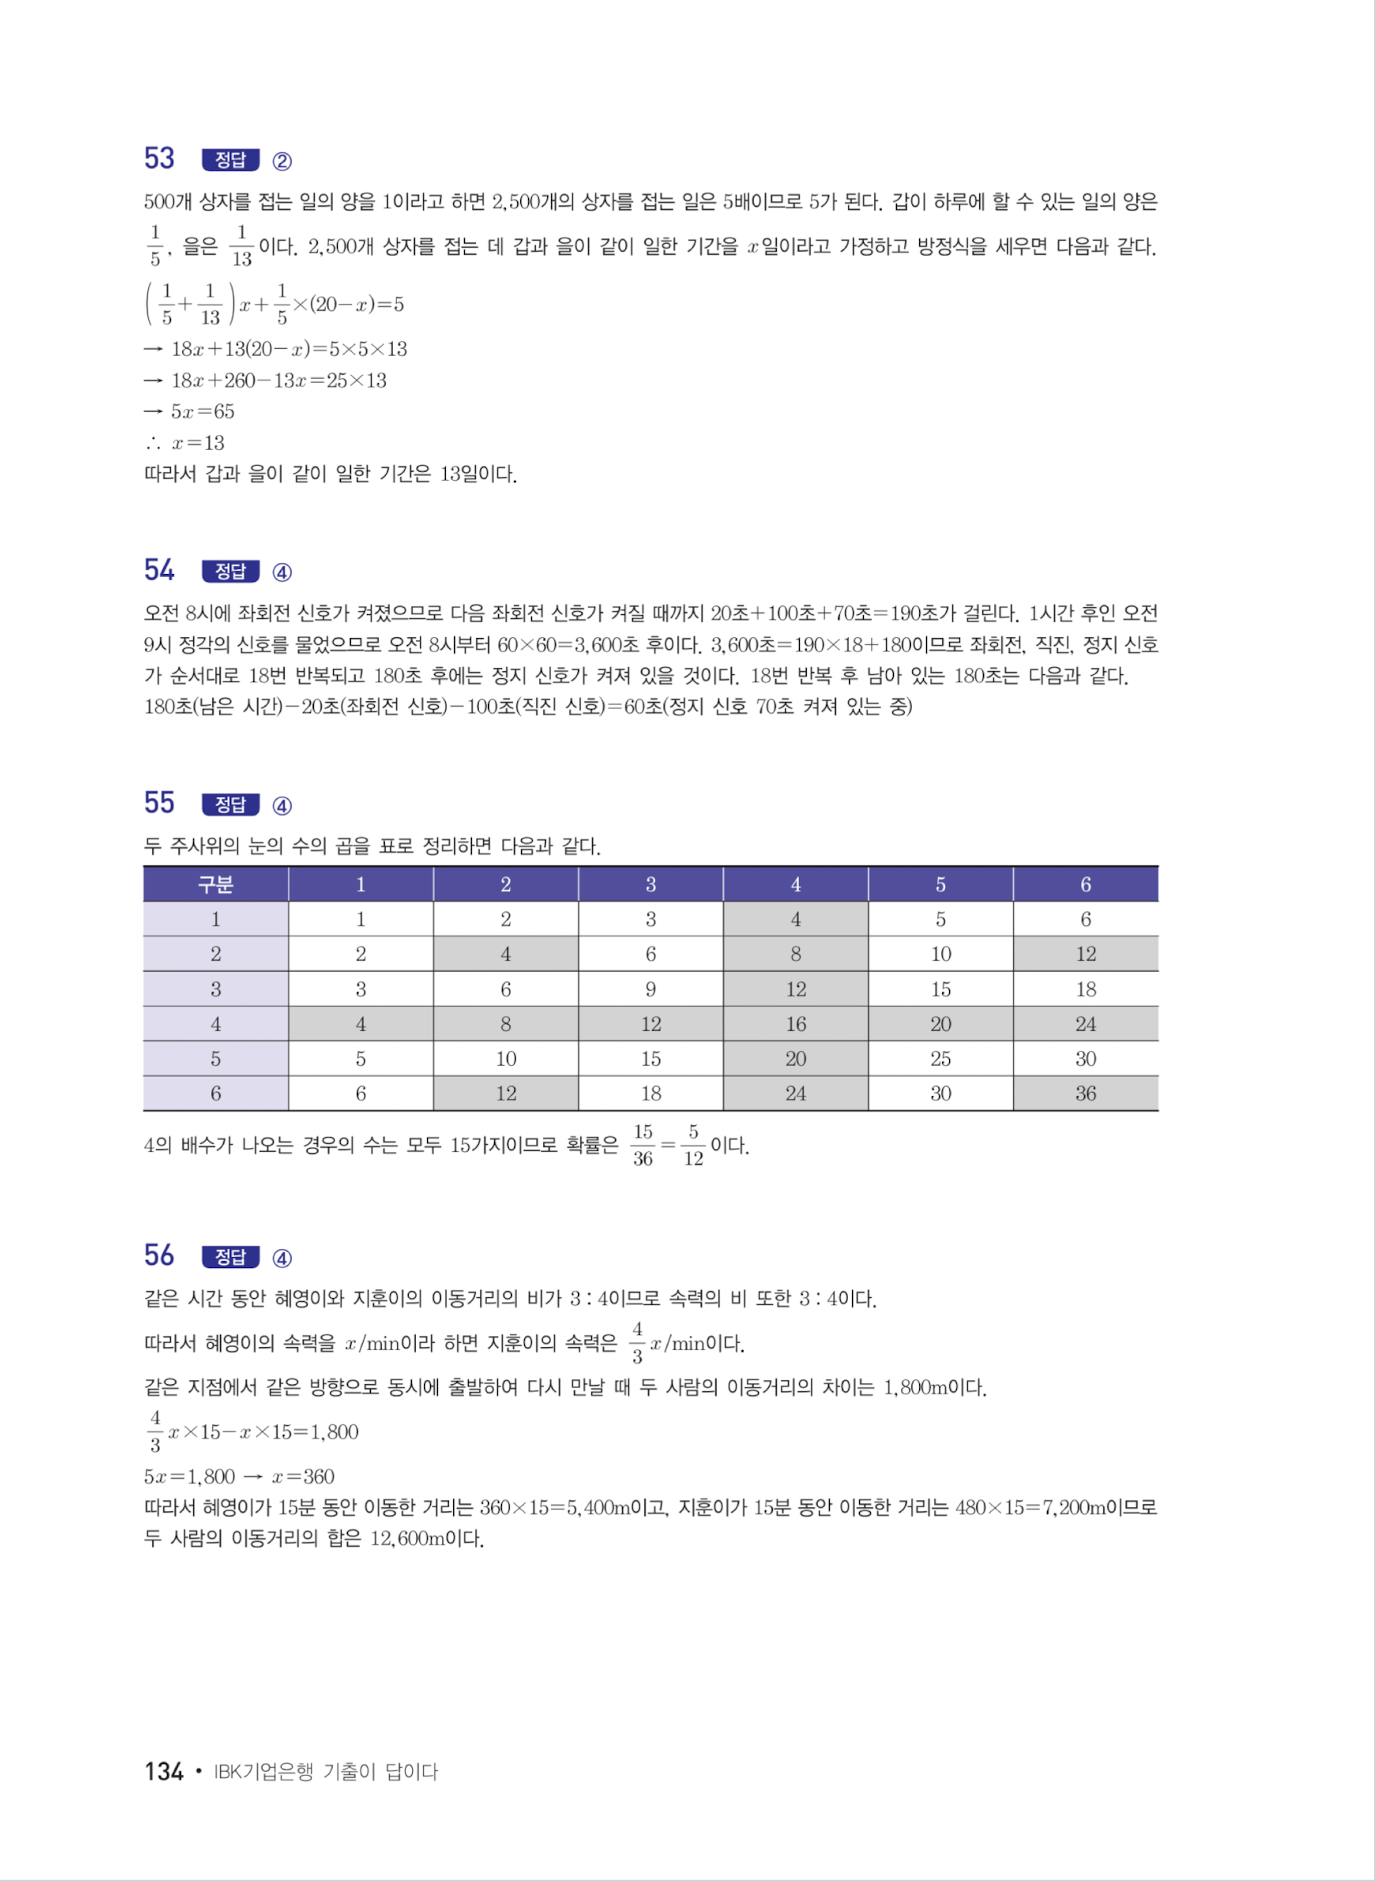 53 정답 ②
500개 상자를 접는 일의 양을 1이라고 하면 2,500개의 상자를 접는 일은 5배이므로 5가 된다. 갑이 하루에 할 수 있는 일의 양은
1/5, 을은 1/13이다. 2,500개 상자를 접는 데 갑과 을이 같이 일한 기간을 x일이라고 가정하고 방정식을 세우면 다음과 같다.
(1/5+1/13)x+1/5×(20−x)=5
→ 18x+13(20−x)=5×5×13
→ 18x+260−13x=25×13
→ 5x=65
∴ x=13
따라서 갑과 을이 같이 일한 기간은 13일이다.
54 정답 ④
오전 8시에 좌회전 신호가 켜졌으므로 다음 좌회전 신호가 켜질 때까지 20초+100초+70초=190초가 걸린다. 1시간 후인 오전
9시 정각의 신호를 물었으므로 오전 8시부터 60×60=3,600초 후이다. 3,600초=190×18+180이므로 좌회전, 직진, 정지 신호
가 순서대로 18번 반복되고 180초 후에는 정지 신호가 켜져 있을 것이다. 18번 반복 후 남아 있는 180초는 다음과 같다.
180초(남은 시간)−20초(좌회전 신호)−100초(직진 신호)=60초(정지 신호 70초 켜져 있는 중)
55 정답 ④
두 주사위의 눈의 수의 곱을 표로 정리하면 다음과 같다.
구분 1 2 3 4 5 6
1 1 2 3 4 5 6
2 2 4 6 8 10 12
3 3 6 9 12 15 18
4 4 8 12 16 20 24
5 5 10 15 20 25 30
6 6 12 18 24 30 36
4의 배수가 나오는 경우의 수는 모두 15가지이므로 확률은 15/36=5/12이다.
56 정답 ④
같은 시간 동안 혜영이와 지훈이의 이동거리의 비가 3 : 4이므로 속력의 비 또한 3 : 4이다.
따라서 혜영이의 속력을 x/min이라 하면 지훈이의 속력은 4/3x/min이다.
같은 지점에서 같은 방향으로 동시에 출발하여 다시 만날 때 두 사람의 이동거리의 차이는 1,800m이다.
4/3x×15−x×15=1,800
5x=1,800 → x=360
따라서 혜영이가 15분 동안 이동한 거리는 360×15=5,400m이고, 지훈이가 15분 동안 이동한 거리는 480×15=7,200m이므로
두 사람의 이동거리의 합은 12,600m이다.
134 • IBK기업은행 기출이 답이다